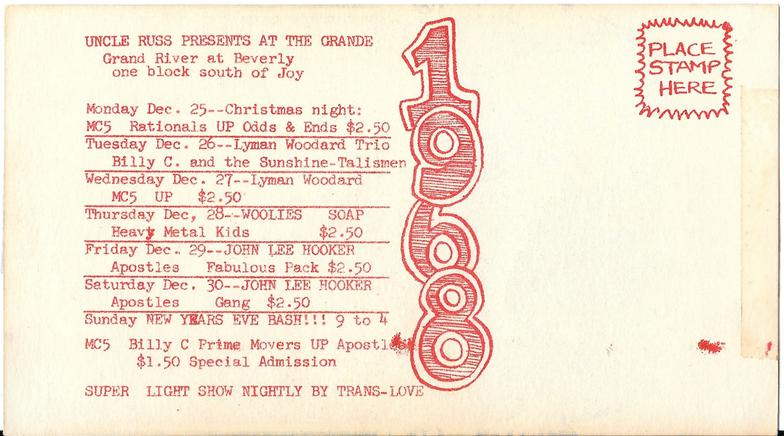 UNCLE RUSS PRESENTS AT THE GRANDE
Grand River at Beverly
one block south of Joy
Monday Dec. 25--Christmas night:
MC5 Rationals UP Odds & Ends $2.50
Tuesday Dec. 26--Lyman Woodard Trio
Billy C. and the Sunshine-Talismen
Wednesday Dec. 27--Lyman Woodard
MC5 UP $2.50
Thursday Dec, 28--WOOLIES SOAP
Heavy Metal Kids $2.50
Friday Dec. 29--JOHN LEE HOOKER
Apostles Fabulous Pack $2.50
Saturday Dec. 30--JOHN LEE HOOKER
Apostles Gang $2.50
Sunday NEW YEARS EVE BASH!!! 9 to 4
MC5 Billy C Prime Movers UP Apostles
$1.50 Special Admission
SUPER LIGHT SHOW NIGHTLY BY TRANS-LOVE
1968
PLACE
STAMP
HERE